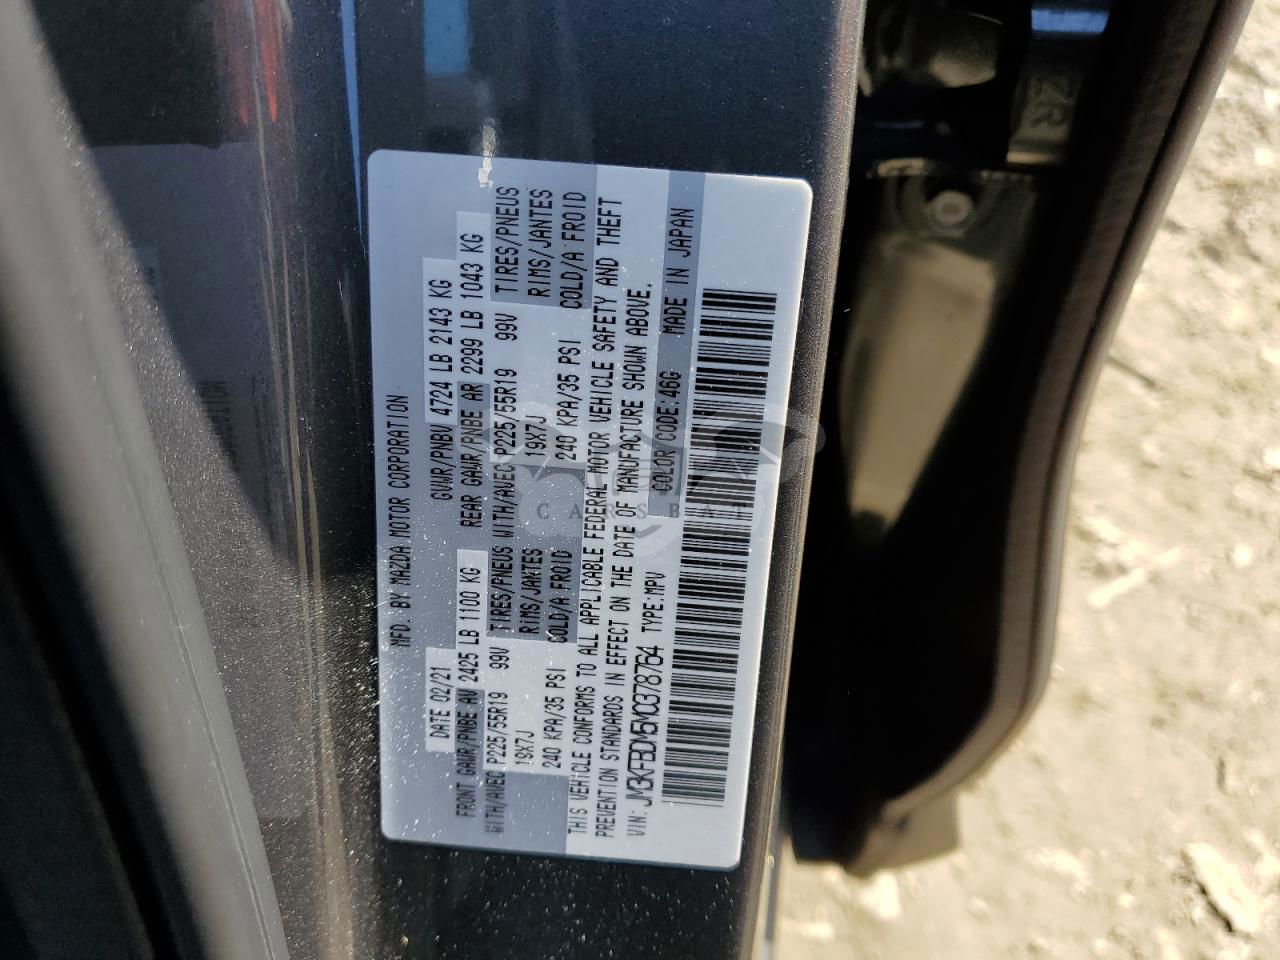 MFD. BY MAZDA MOTOR CORPORATION
DATE 02/21 GVWR/PNBV 4724 LB 2143 KG
FRONT GAWR/PNBE AV 2425 LB 1100 KG REAR GAWR/PNBE AR 2299 LB 1043 KG
WITH/AVEC P225/55R19 99V TIRES/PNEUS WITH/AVEC P225/55R19 99V TIRES/PNEUS
19X7J RIMS/JANTES 19X7J RIMS/JANTES
240 KPA/35 PSI COLD/A FROID 240 KPA/35 PSI COLD/A FROID
THIS VEHICLE CONFORMS TO ALL APPLICABLE FEDERAL MOTOR VEHICLE SAFETY AND THEFT
PREVENTION STANDARDS IN EFFECT ON THE DATE OF MANUFACTURE SHOWN ABOVE.
VIN: JM3KFBDM5M0378764 TYPE:MPV COLOR CODE:46G MADE IN JAPAN
CARSBAT